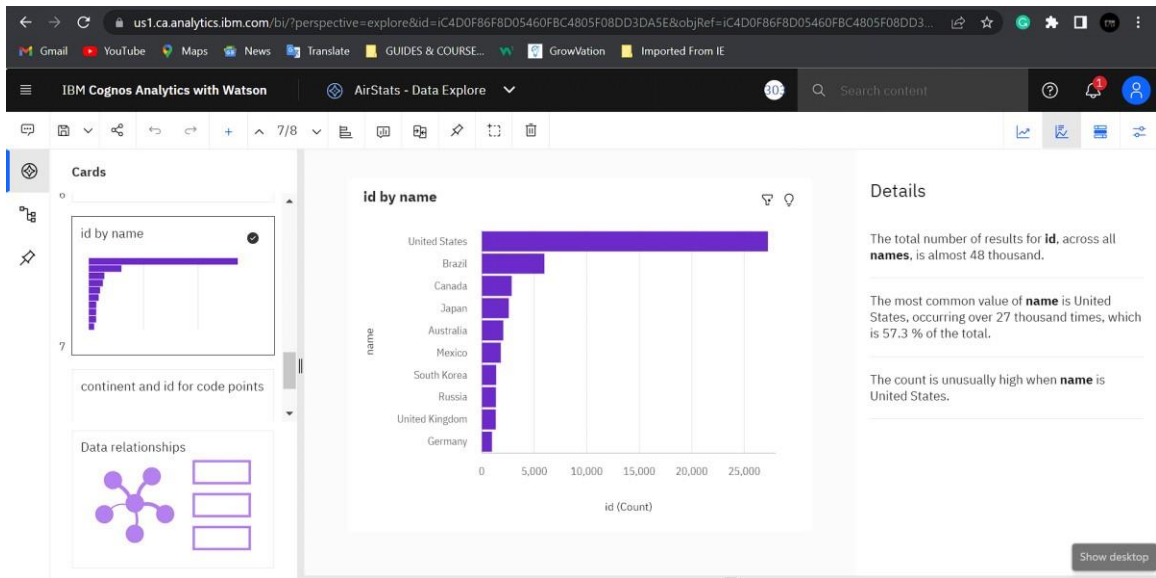 us1.ca.analytics.ibm.com/bi/?perspective=explore&id=iC4D0F86F8D05460FBC4805F08DD3DA5E&objRef=iC4D0F86F8D05460FBC4805F08DD3...
Gmail YouTube Maps News Translate GUIDES & COURSE... GrowVation Imported From IE
IBM Cognos Analytics with Watson AirStats - Data Explore 303 Search content 1
7/8
Cards
6
id by name
7
continent and id for code points
Data relationships
id by name
United States
Brazil
Canada
Japan
Australia
Mexico
South Korea
Russia
United Kingdom
Germany
name
0 5,000 10,000 15,000 20,000 25,000
id (Count)
Details
The total number of results for id, across all
names, is almost 48 thousand.
The most common value of name is United
States, occurring over 27 thousand times, which
is 57.3 % of the total.
The count is unusually high when name is
United States.
Show desktop